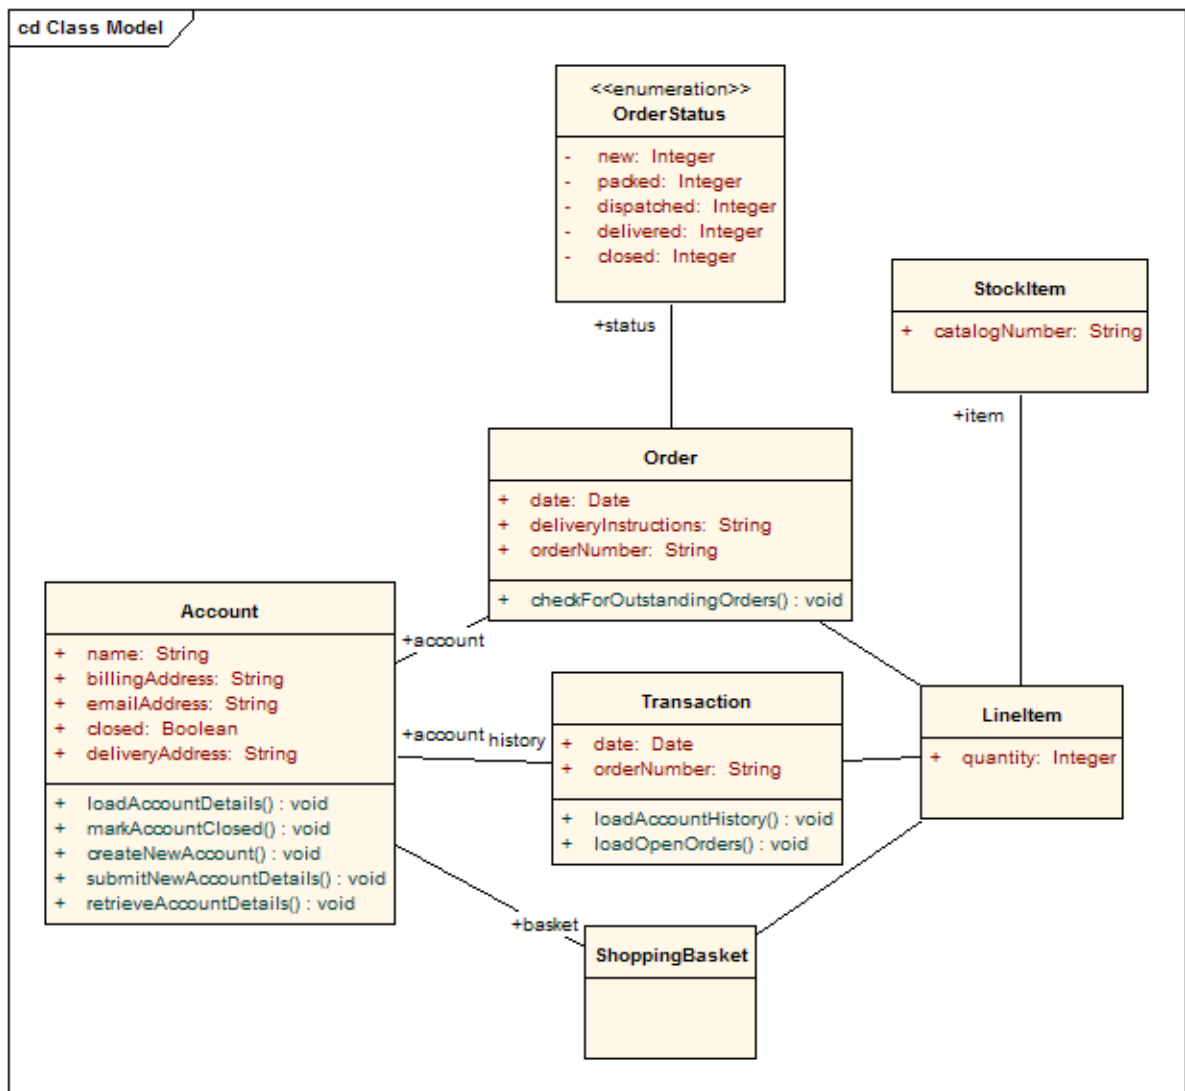 cd Class Model
<<enumeration>>
OrderStatus
- new: Integer
- packed: Integer
- dispatched: Integer
- delivered: Integer
- closed: Integer
+status
StockItem
+ catalogNumber: String
+item
Order
+ date: Date
+ deliveryInstructions: String
+ orderNumber: String
+ checkForOutstandingOrders() : void
Account
+ name: String
+ billingAddress: String
+ emailAddress: String
+ closed: Boolean
+ deliveryAddress: String
+ loadAccountDetails() : void
+ markAccountClosed() : void
+ createNewAccount() : void
+ submitNewAccountDetails() : void
+ retrieveAccountDetails() : void
+account
+account
history
Transaction
+ date: Date
+ orderNumber: String
+ loadAccountHistory() : void
+ loadOpenOrders() : void
LineItem
+ quantity: Integer
+basket
ShoppingBasket